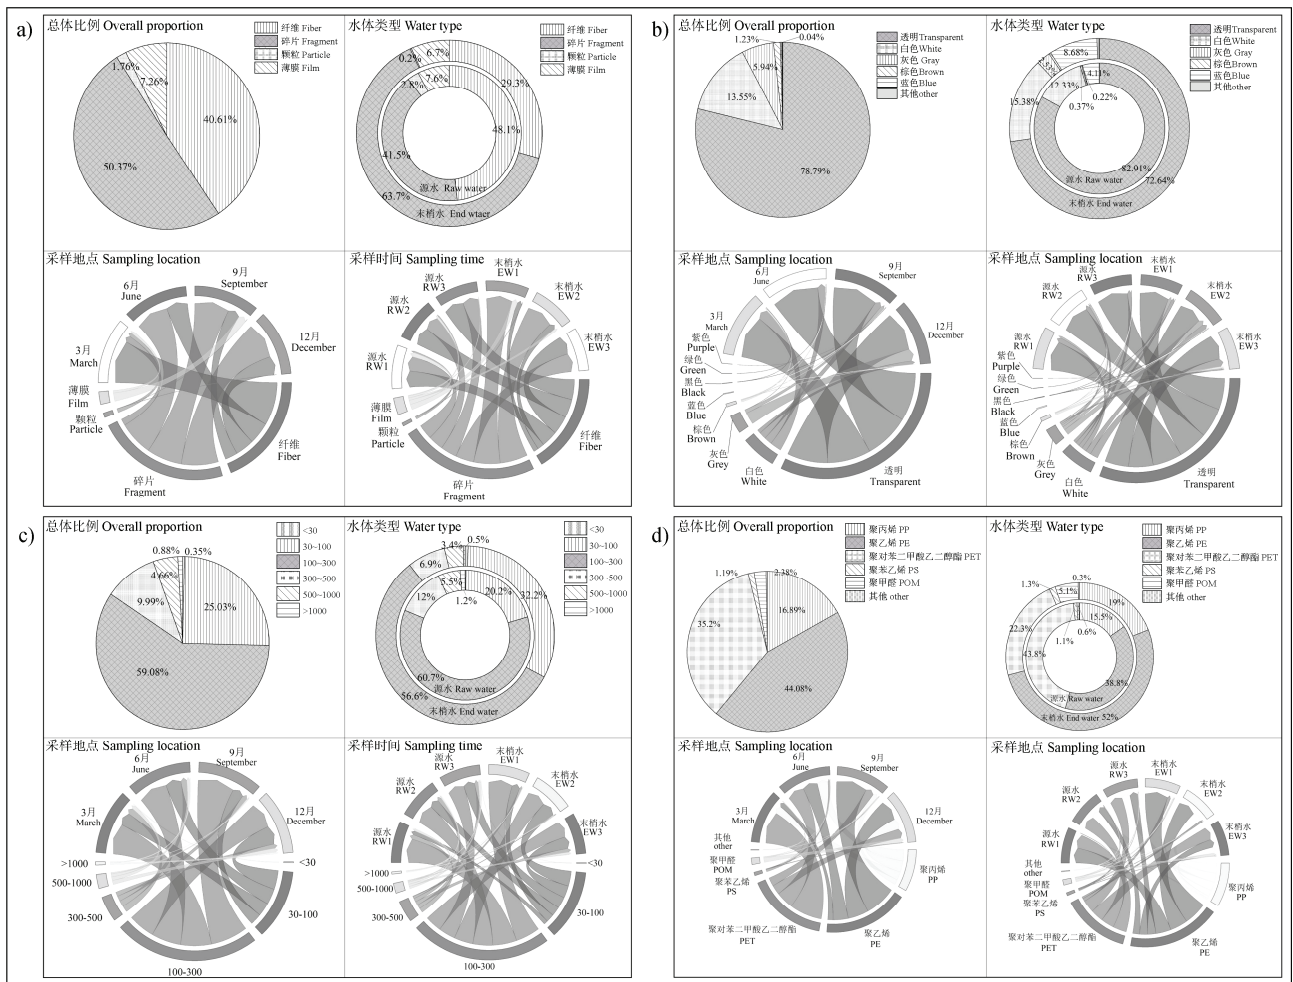 a)
总体比例 Overall proportion
纤维 Fiber
碎片 Fragment
颗粒 Particle
薄膜 Film
1.76%
7.26%
40.61%
50.37%
水体类型 Water type
纤维 Fiber
碎片 Fragment
颗粒 Particle
薄膜 Film
0.2%
6.7%
2.8%
7.6%
29.3%
48.1%
41.5%
63.7%
源水 Raw water
末梢水 End wtaer
采样地点 Sampling location
9月
September
6月
June
12月
December
3月
March
薄膜
Film
颗粒
Particle
纤维
Fiber
碎片
Fragment
采样时间 Sampling time
源水
RW3
末梢水
EW1
源水
RW2
末梢水
EW2
末梢水
EW3
源水
RW1
薄膜
Film
颗粒
Particle
纤维
Fiber
碎片
Fragment
b)
总体比例 Overall proportion
1.23%
0.04%
5.94%
13.55%
78.79%
透明Transparent
白色White
灰色 Gray
棕色Brown
蓝色Blue
其他other
水体类型 Water type
透明Transparent
白色White
灰色 Gray
棕色Brown
蓝色Blue
其他other
8.68%
15.38%
12.33%
4.11%
0.37%
0.22%
82.91%
72.64%
源水 Raw water
末梢水 End water
采样地点 Sampling location
6月
June
9月
September
3月
March
12月
December
紫色
Purple
绿色
Green
黑色
Black
蓝色
Blue
棕色
Brown
灰色
Grey
白色
White
透明
Transparent
采样地点 Sampling location
源水
RW3
末梢水
EW1
源水
RW2
末梢水
EW2
源水
RW1
末梢水
EW3
紫色
Purple
绿色
Green
黑色
Black
蓝色
Blue
棕色
Brown
灰色
Grey
白色
White
透明
Transparent
c)
总体比例 Overall proportion
<30
30~100
100~300
300~500
500~1000
>1000
0.88%
0.35%
4.66%
9.99%
25.03%
59.08%
水体类型 Water type
<30
30~100
100~300
300~500
500~1000
>1000
3.4%
0.5%
6.9%
5.5%
12%
1.2%
20.2%
32.2%
60.7%
56.6%
源水 Raw water
末梢水 End water
采样地点 Sampling location
6月
June
9月
September
3月
March
12月
December
>1000
500-1000
300-500
<30
30-100
100-300
采样时间 Sampling time
源水
RW3
末梢水
EW1
源水
RW2
末梢水
EW2
源水
RW1
末梢水
EW3
>1000
500-1000
300-500
<30
30-100
100-300
d)
总体比例 Overall proportion
聚丙烯 PP
聚乙烯 PE
聚对苯二甲酸乙二醇酯 PET
聚苯乙烯 PS
聚甲醛 POM
其他 other
1.19%
2.38%
16.89%
35.2%
44.08%
水体类型 Water type
聚丙烯 PP
聚乙烯 PE
聚对苯二甲酸乙二醇酯 PET
聚苯乙烯 PS
聚甲醛 POM
其他 other
1.3%
0.3%
5.1%
19%
15.5%
22.3%
0.6%
1.1%
43.8%
38.8%
源水 Raw water
末梢水 End water
52%
采样地点 Sampling location
6月
June
9月
September
3月
March
12月
December
其他
other
聚甲醛
POM
聚苯乙烯
PS
聚丙烯
PP
聚对苯二甲酸乙二醇酯
PET
聚乙烯
PE
采样地点 Sampling location
源水
RW3
末梢水
EW1
源水
RW2
末梢水
EW2
源水
RW1
末梢水
EW3
其他
other
聚甲醛
POM
聚苯乙烯
PS
聚丙烯
PP
聚对苯二甲酸乙二醇酯
PET
聚乙烯
PE